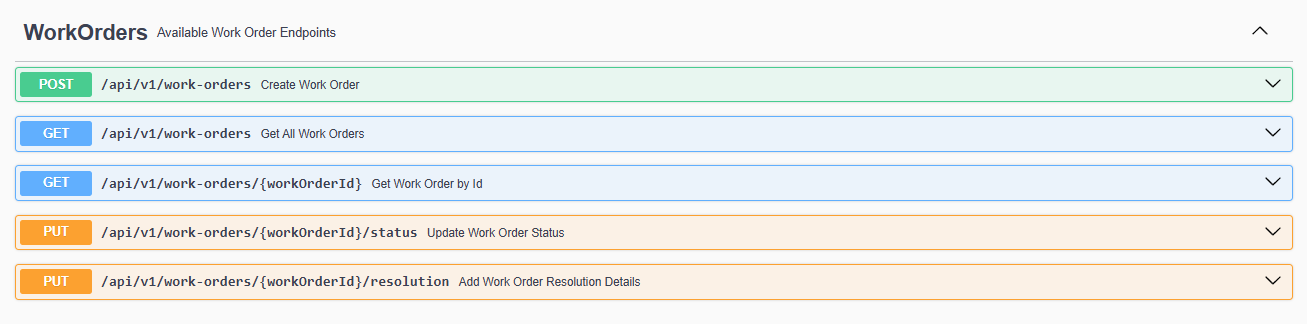 WorkOrders Available Work Order Endpoints
POST /api/v1/work-orders Create Work Order
GET /api/v1/work-orders Get All Work Orders
GET /api/v1/work-orders/{workOrderId} Get Work Order by Id
PUT /api/v1/work-orders/{workOrderId}/status Update Work Order Status
PUT /api/v1/work-orders/{workOrderId}/resolution Add Work Order Resolution Details